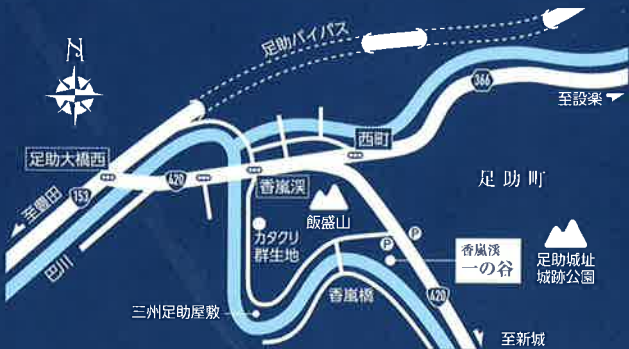 N
足助バイパス
366
至設楽
西町
足助大橋西
420
153
香嵐渓
足助町
至豊田
飯盛山
カタクリ
群生地
P
P
香嵐渓
一の谷
足助城址
城跡公園
巴川
香嵐橋
420
三州足助屋敷
至新城